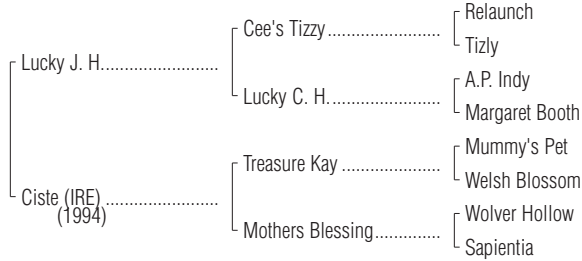 Relaunch
Cee's Tizzy
Tizly
Lucky J. H.
A.P. Indy
Lucky C. H.
Margaret Booth
Mummy's Pet
Treasure Kay
Welsh Blossom
Ciste (IRE)
(1994)
Wolver Hollow
Mothers Blessing
Sapientia